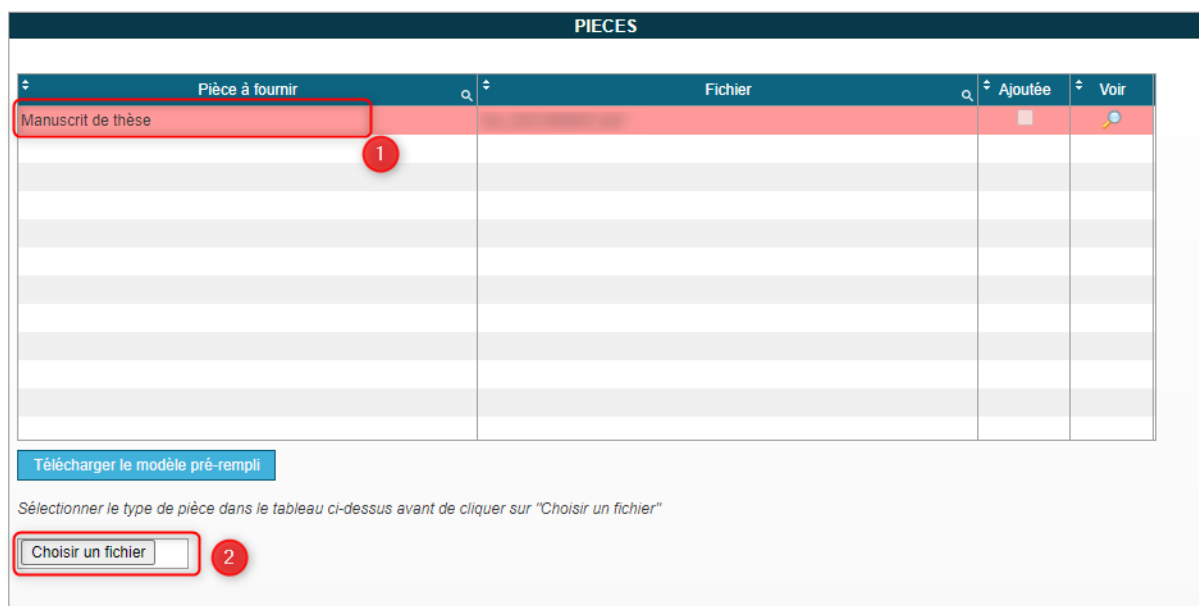 PIECES
Pièce à fournir Fichier Ajoutée Voir
Manuscrit de thèse
1
Télécharger le modèle pré-rempli
Sélectionner le type de pièce dans le tableau ci-dessus avant de cliquer sur "Choisir un fichier"
Choisir un fichier 2